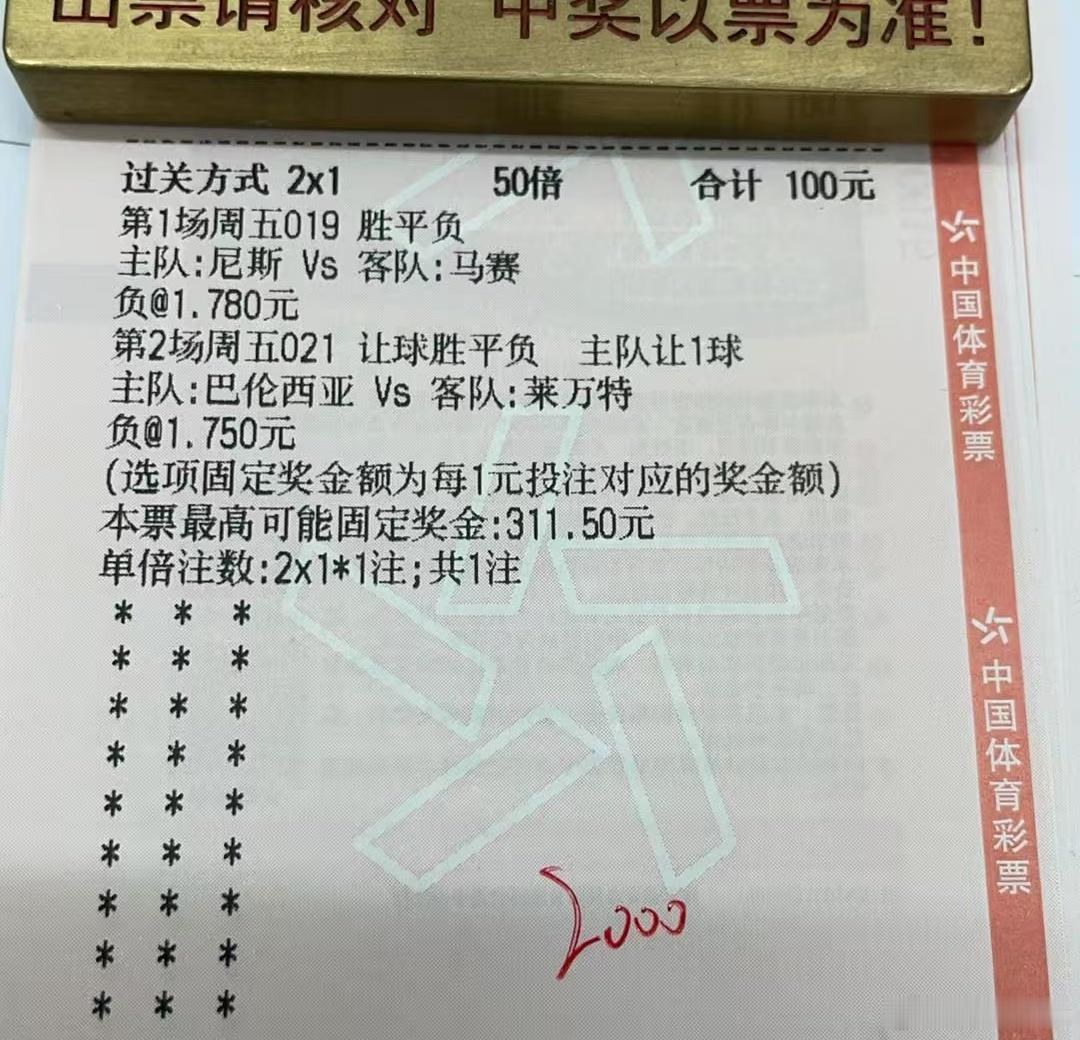 出票请核对 中奖以票为准!
过关方式 2x1 50倍 合计 100元
第1场周五019 胜平负
主队:尼斯 Vs 客队:马赛
负@1.780元
第2场周五021 让球胜平负 主队让1球
主队:巴伦西亚 Vs 客队:莱万特
负@1.750元
(选项固定奖金额为每1元投注对应的奖金额)
本票最高可能固定奖金:311.50元
单倍注数:2x1*1注;共1注
* * *
* * *
* * *
* * *
* * *
* * *
* * *
* * *
* * *
2000
中国体育彩票
中国体育彩票